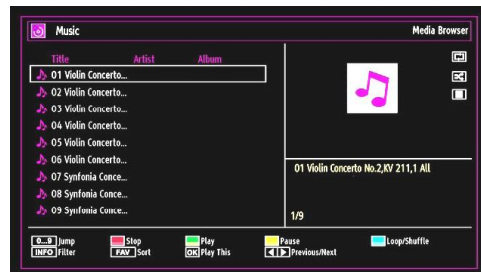 Music Media Browser
Title Artist Album
01 Violin Concerto...
02 Violin Concerto...
03 Violin Concerto...
04 Violin Concerto...
05 Violin Concerto...
06 Violin Concerto...
07 Synfonia Conce...
08 Synfonia Conce...
09 Synfonia Conce...
01 Violin Concerto No.2,KV 211,1 All
1/9
0...9 Jump Stop Play Pause Loop/Shuffle
INFO Filter FAV Sort OK Play This Previous/Next